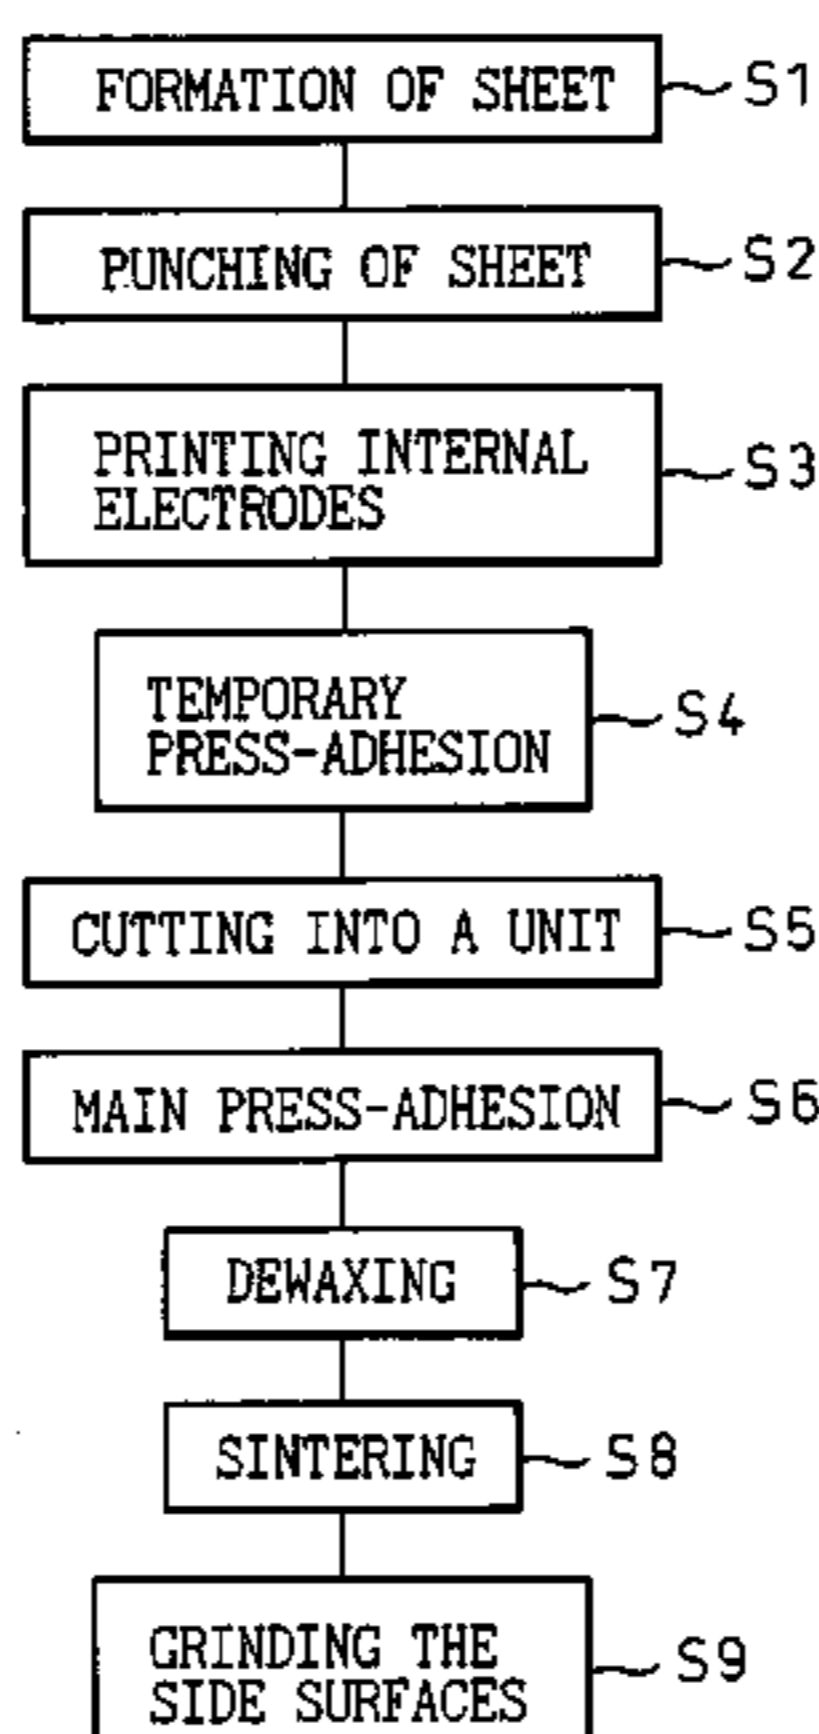 FORMATION OF SHEET S1
PUNCHING OF SHEET S2
PRINTING INTERNAL S3
ELECTRODES
TEMPORARY S4
PRESS-ADHESION
CUTTING INTO A UNIT S5
MAIN PRESS-ADHESION S6
DEWAXING S7
SINTERING S8
GRINDING THE S9
SIDE SURFACES